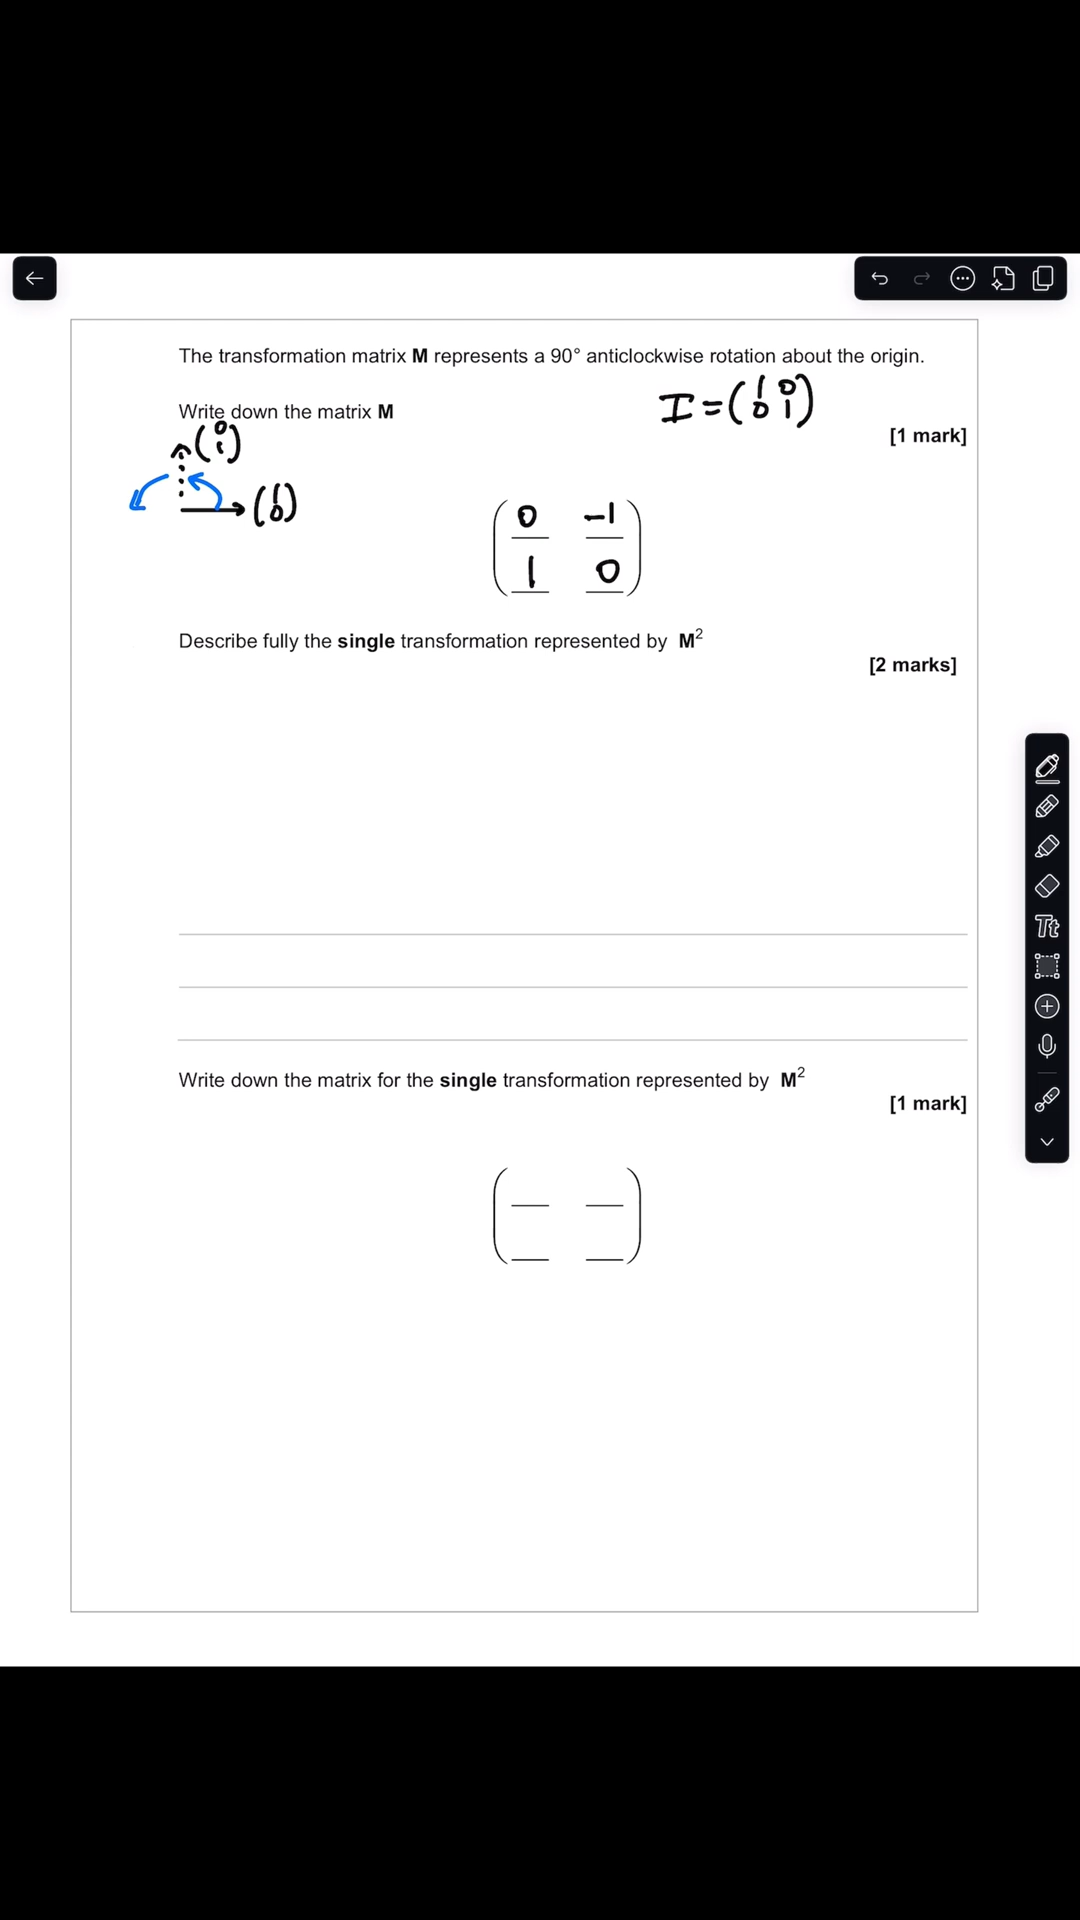 The transformation matrix M represents a 90° anticlockwise rotation about the origin.
I = (1 0
0 1)
Write down the matrix M
[1 mark]
(0
1)
(1
0)
0 -1
1 0
Describe fully the single transformation represented by M²
[2 marks]
Tt
Write down the matrix for the single transformation represented by M²
[1 mark]